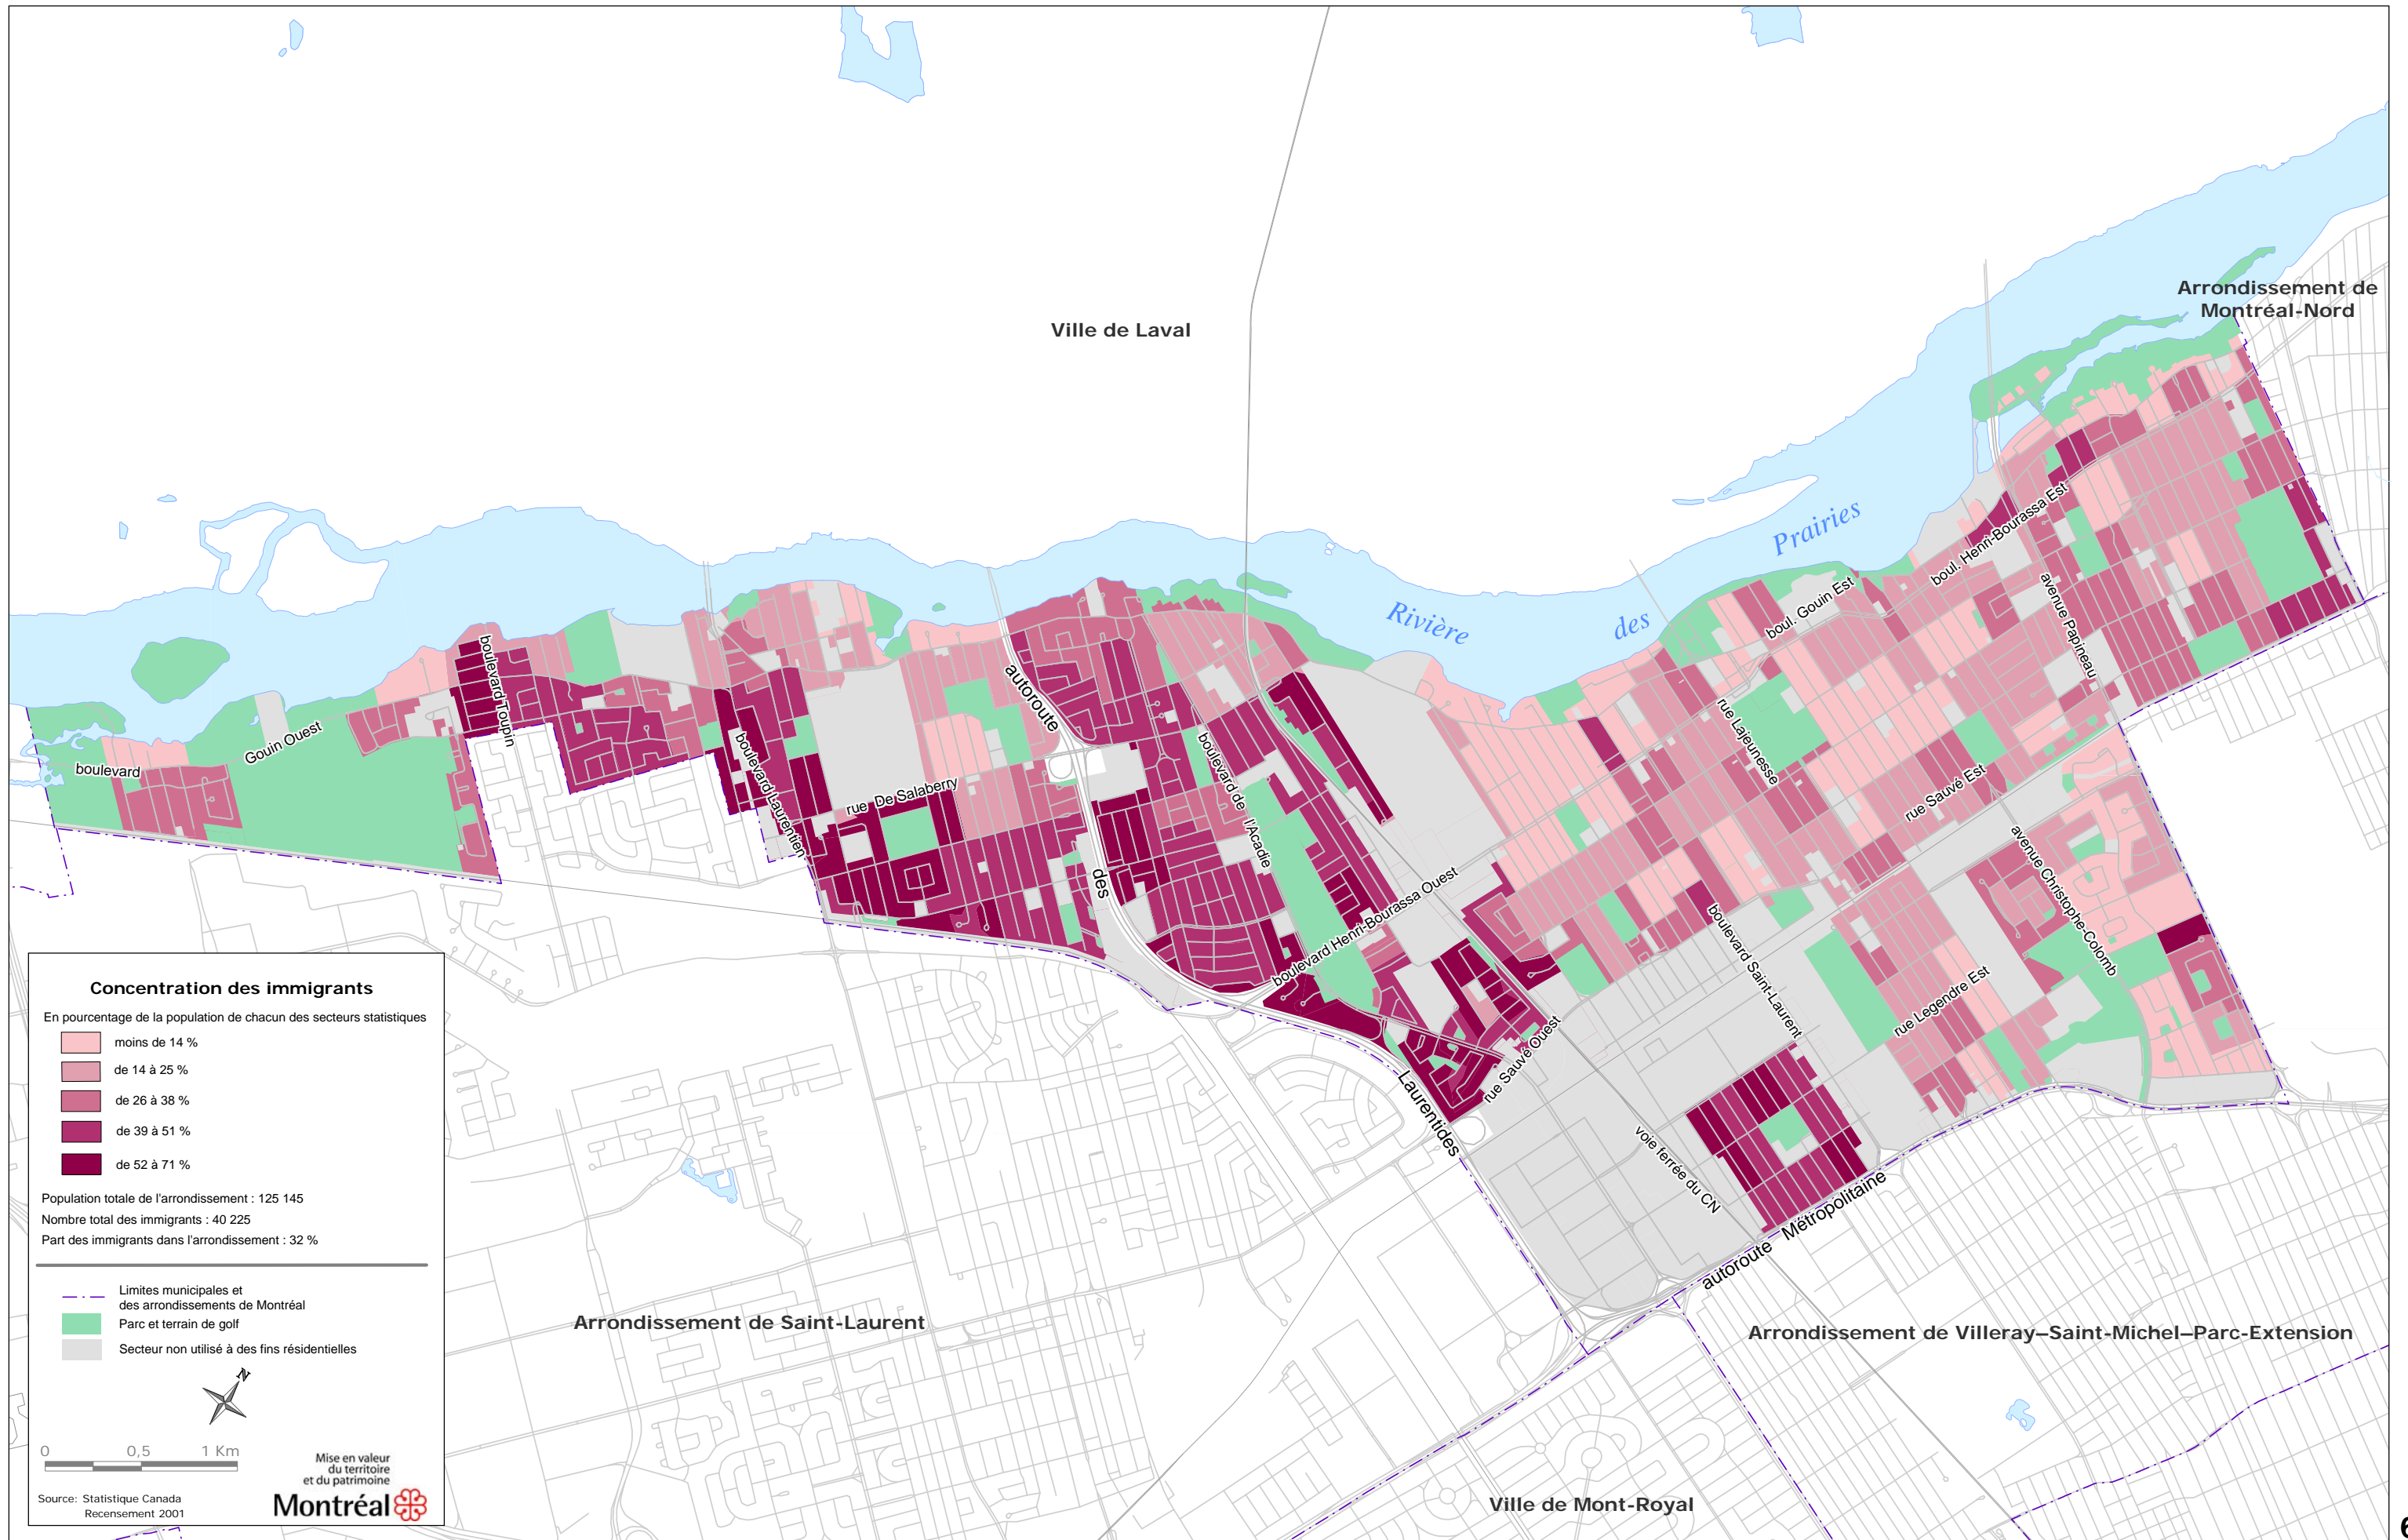 Ville de Laval
Arrondissement de
Montréal-Nord
Rivière
des
Prairies
boulevard
Gouin Ouest
boulevard Toupin
boulevard Laurentien
rue De Salaberry
autoroute
des
Laurentides
boulevard de
l'Acadie
boulevard Henri-Bourassa Ouest
rue Sauvé Ouest
boul. Gouin Est
boul. Henri-Bourassa Est
rue Lajeunesse
avenue Papineau
rue Sauvé Est
avenue Christophe-Colomb
boulevard Saint-Laurent
rue Legendre Est
voie ferrée du CN
autoroute Métropolitaine
Arrondissement de Saint-Laurent
Arrondissement de Villeray–Saint-Michel–Parc-Extension
Ville de Mont-Royal
Concentration des immigrants
En pourcentage de la population de chacun des secteurs statistiques
moins de 14 %
de 14 à 25 %
de 26 à 38 %
de 39 à 51 %
de 52 à 71 %
Population totale de l'arrondissement : 125 145
Nombre total des immigrants : 40 225
Part des immigrants dans l'arrondissement : 32 %
Limites municipales et
des arrondissements de Montréal
Parc et terrain de golf
Secteur non utilisé à des fins résidentielles
N
0 0,5 1 Km
Mise en valeur
du territoire
et du patrimoine
Montréal
Source: Statistique Canada
Recensement 2001